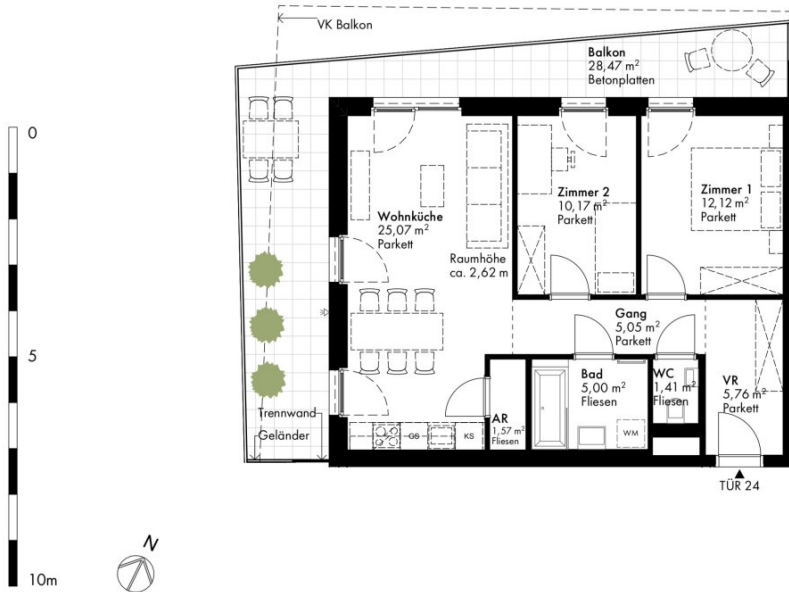 VK Balkon
Balkon
28,47 m²
Betonplatten
0
Zimmer 2
10,17 m²
Parkett
Zimmer 1
12,12 m²
Parkett
Wohnküche
25,07 m²
Parkett
Raumhöhe
ca. 2,62 m
Gang
5,05 m²
Parkett
5
Bad
5,00 m²
Fliesen
WC
1,41 m²
Fliesen
VR
5,76 m²
Parkett
AR
1,57 m²
Fliesen
Trennwand
Geländer
GS
KS
WM
TÜR 24
N
10m